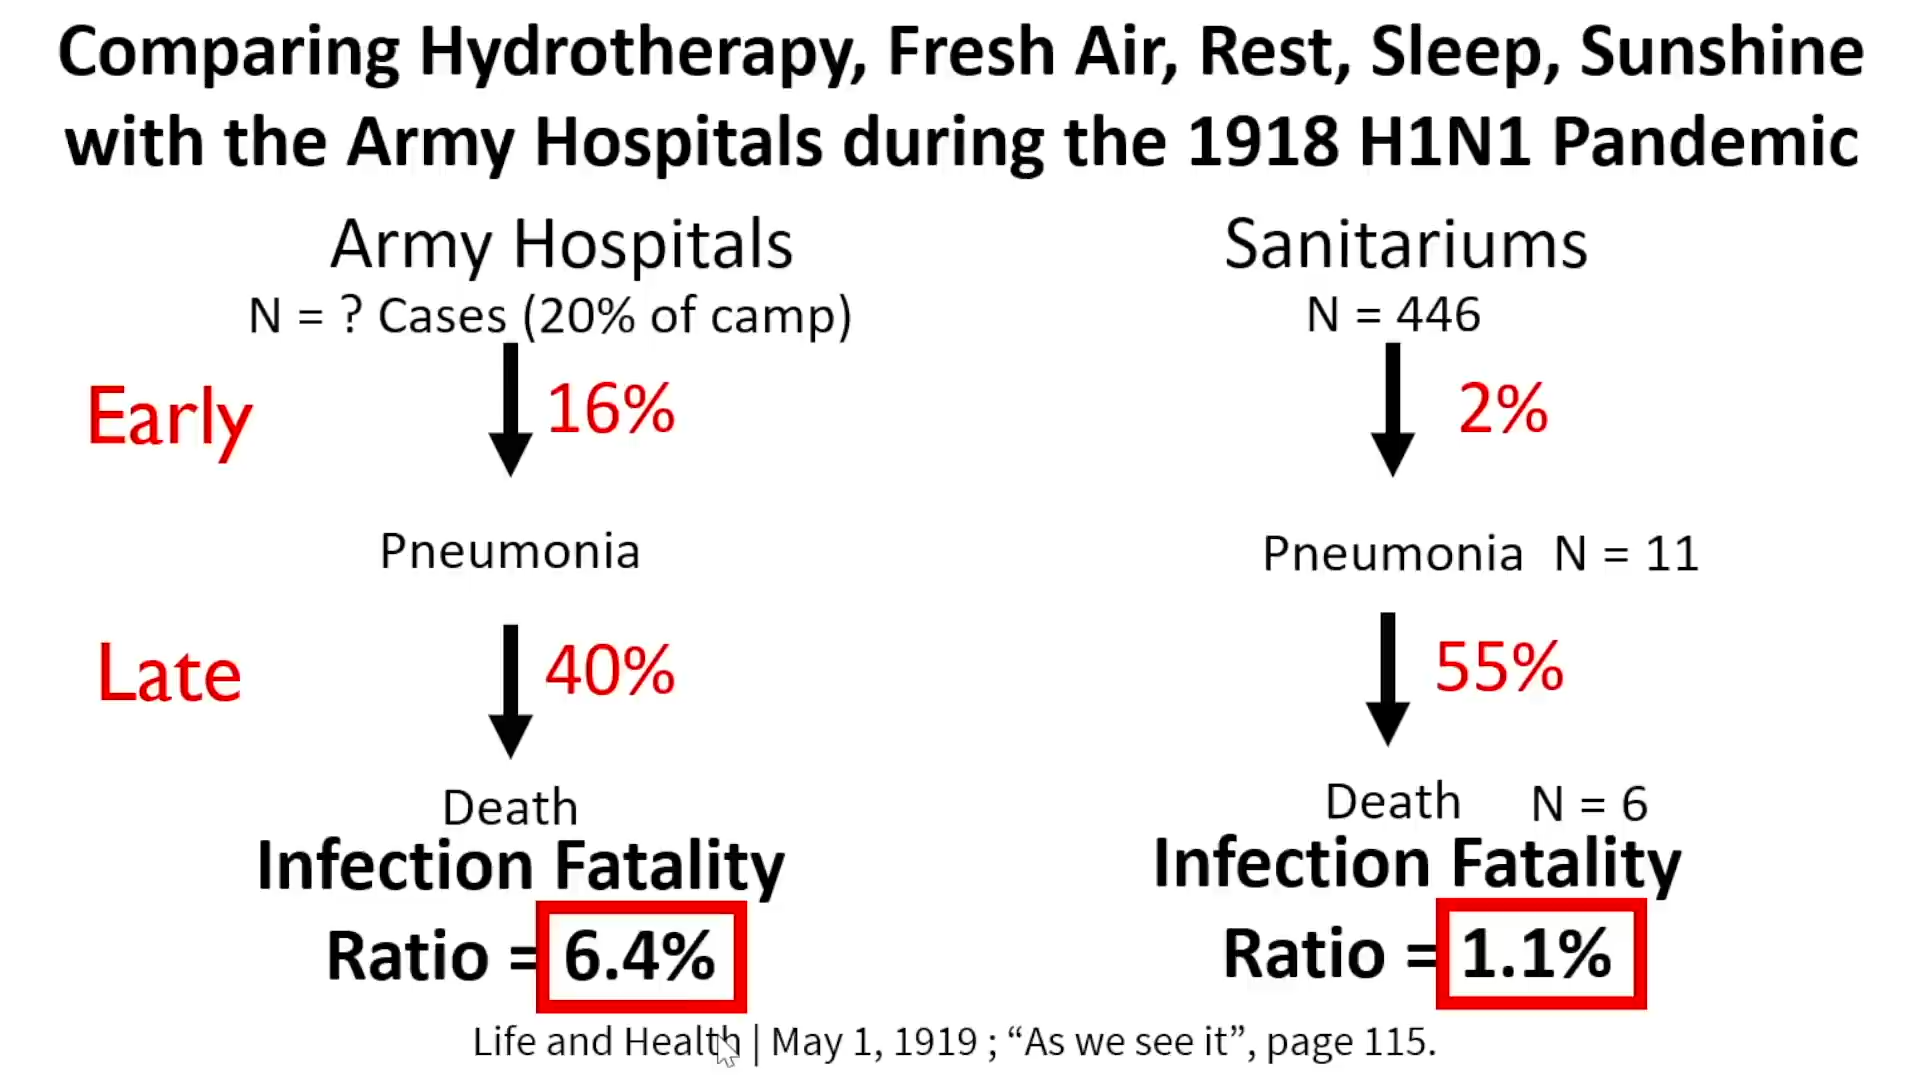 Comparing Hydrotherapy, Fresh Air, Rest, Sleep, Sunshine
with the Army Hospitals during the 1918 H1N1 Pandemic
Army Hospitals
N = ? Cases (20% of camp)
Early
16%
Pneumonia
Late
40%
Death
Infection Fatality
Ratio = 6.4%
Sanitariums
N = 446
2%
Pneumonia N = 11
55%
Death N = 6
Infection Fatality
Ratio = 1.1%
Life and Health | May 1, 1919 ; “As we see it”, page 115.